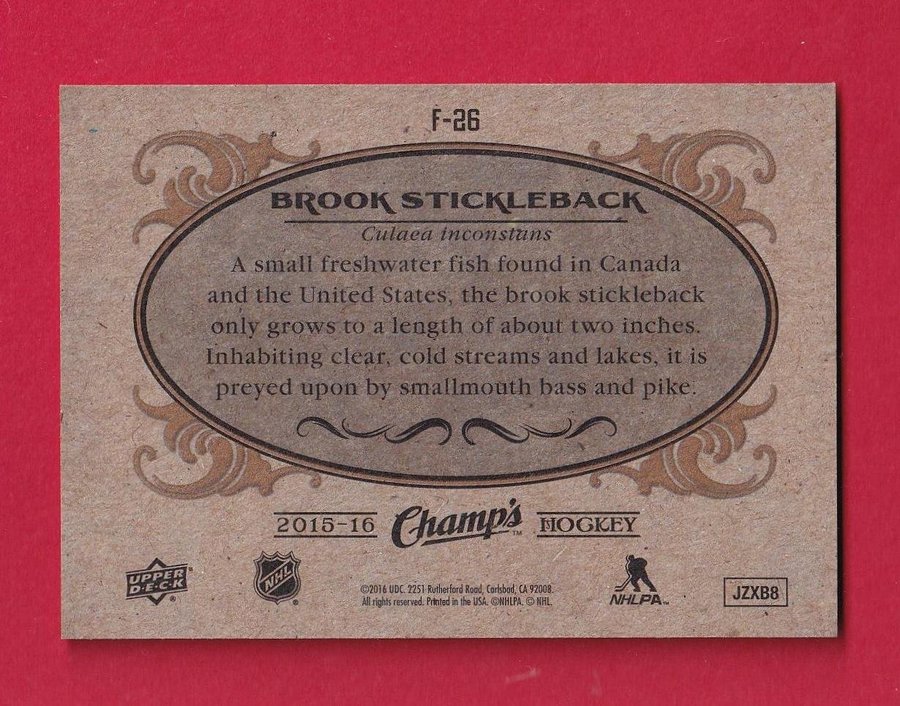 F-26
BROOK STICKLEBACK
Culaea inconstans
A small freshwater fish found in Canada
and the United States, the brook stickleback
only grows to a length of about two inches.
Inhabiting clear, cold streams and lakes, it is
preyed upon by smallmouth bass and pike.
2015-16 Champ's™ HOCKEY
UPPER
D·E·C·K ®
NHL ®
©2016 UDC. 2251 Rutherford Road, Carlsbad, CA 92008.
All rights reserved. Printed in the USA. ©NHLPA. © NHL.
NHLPA™
JZXB8